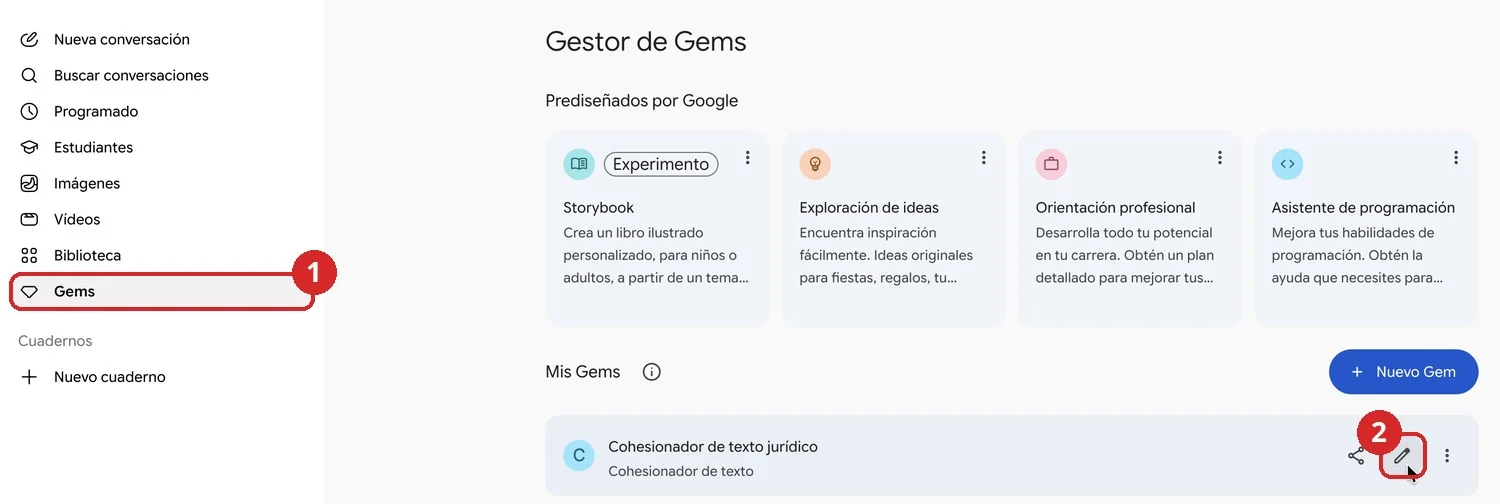 Nueva conversación
Buscar conversaciones
Programado
Estudiantes
Imágenes
Vídeos
Biblioteca
1
Gems
Cuadernos
Nuevo cuaderno
Gestor de Gems
Prediseñados por Google
Experimento
Storybook
Crea un libro ilustrado
personalizado, para niños o
adultos, a partir de un tema...
Exploración de ideas
Encuentra inspiración
fácilmente. Ideas originales
para fiestas, regalos, tu...
Orientación profesional
Desarrolla todo tu potencial
en tu carrera. Obtén un plan
detallado para mejorar tus...
Asistente de programación
Mejora tus habilidades de
programación. Obtén la
ayuda que necesites para...
Mis Gems
+ Nuevo Gem
C
Cohesionador de texto jurídico
Cohesionador de texto
2